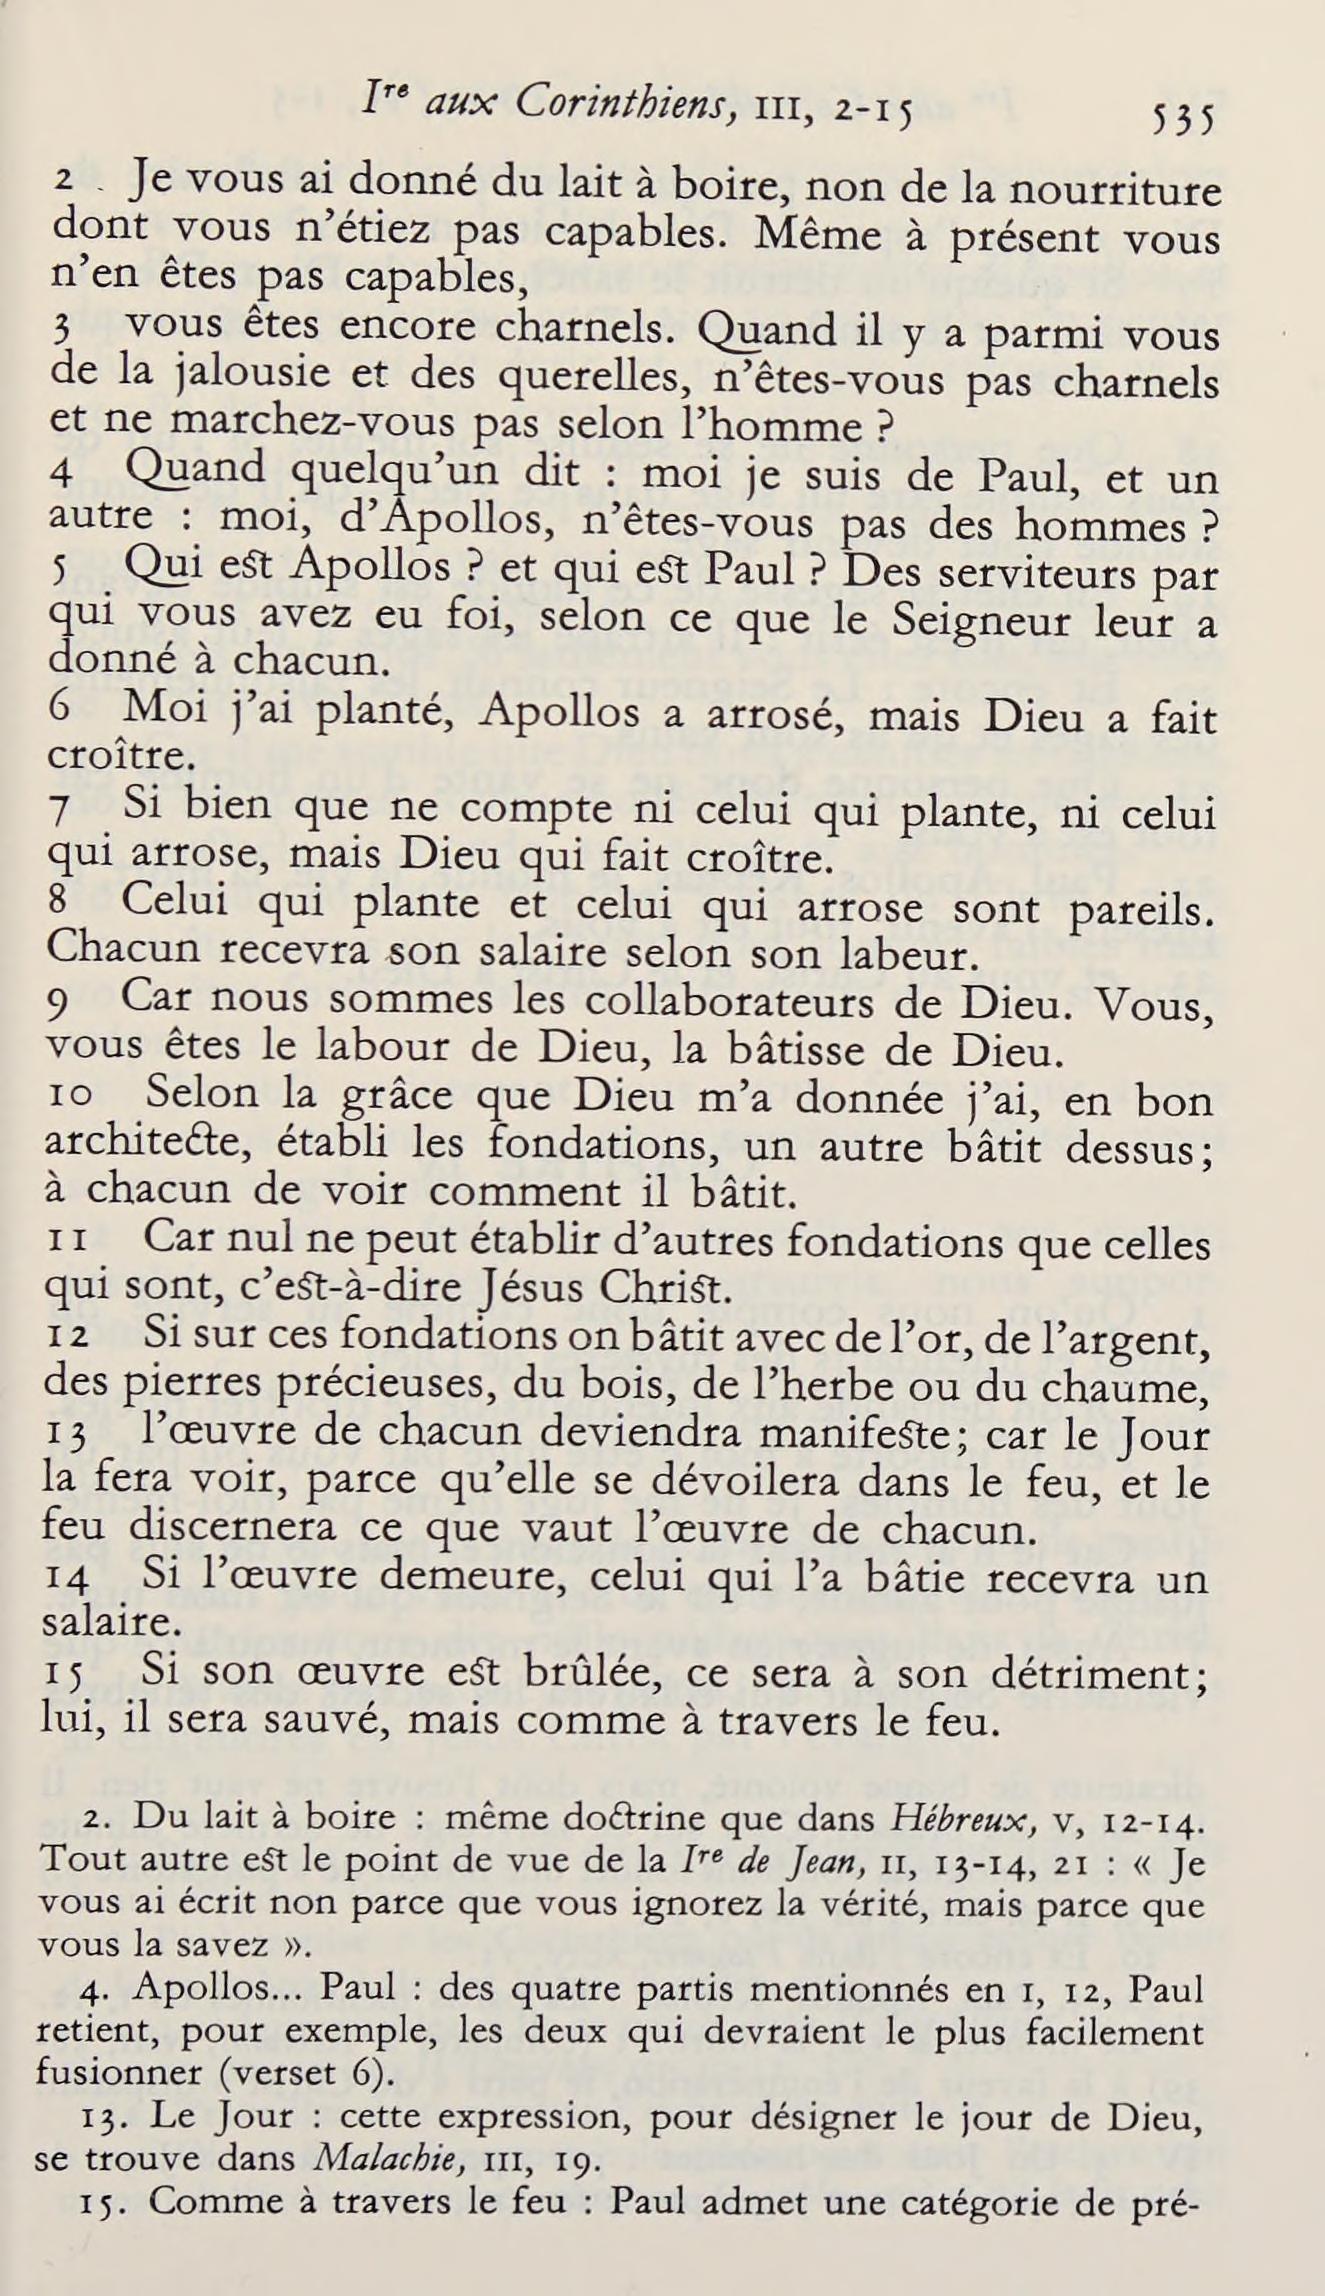 Iʳᵉ aux Corinthiens, III, 2-15
535
2 . Je vous ai donné du lait à boire, non de la nourriture
dont vous n’étiez pas capables. Même à présent vous
n’en êtes pas capables,
3 vous êtes encore charnels. Quand il y a parmi vous
de la jalousie et des querelles, n’êtes-vous pas charnels
et ne marchez-vous pas selon l’homme ?
4 Quand quelqu’un dit : moi je suis de Paul, et un
autre : moi, d’Apollos, n’êtes-vous pas des hommes ?
5 Qui est Apollos ? et qui est Paul ? Des serviteurs par
qui vous avez eu foi, selon ce que le Seigneur leur a
donné à chacun.
6 Moi j’ai planté, Apollos a arrosé, mais Dieu a fait
croître.
7 Si bien que ne compte ni celui qui plante, ni celui
qui arrose, mais Dieu qui fait croître.
8 Celui qui plante et celui qui arrose sont pareils.
Chacun recevra son salaire selon son labeur.
9 Car nous sommes les collaborateurs de Dieu. Vous,
vous êtes le labour de Dieu, la bâtisse de Dieu.
10 Selon la grâce que Dieu m’a donnée j’ai, en bon
architecte, établi les fondations, un autre bâtit dessus;
à chacun de voir comment il bâtit.
11 Car nul ne peut établir d’autres fondations que celles
qui sont, c’est-à-dire Jésus Christ.
12 Si sur ces fondations on bâtit avec de l’or, de l’argent,
des pierres précieuses, du bois, de l’herbe ou du chaume,
13 l’œuvre de chacun deviendra manifeste; car le Jour
la fera voir, parce qu’elle se dévoilera dans le feu, et le
feu discernera ce que vaut l’œuvre de chacun.
14 Si l’œuvre demeure, celui qui l’a bâtie recevra un
salaire.
15 Si son œuvre est brûlée, ce sera à son détriment;
lui, il sera sauvé, mais comme à travers le feu.
2. Du lait à boire : même doctrine que dans Hébreux, V, 12-14.
Tout autre est le point de vue de la Iʳᵉ de Jean, II, 13-14, 21 : « Je
vous ai écrit non parce que vous ignorez la vérité, mais parce que
vous la savez ».
4. Apollos... Paul : des quatre partis mentionnés en I, 12, Paul
retient, pour exemple, les deux qui devraient le plus facilement
fusionner (verset 6).
13. Le Jour : cette expression, pour désigner le jour de Dieu,
se trouve dans Malachie, III, 19.
15. Comme à travers le feu : Paul admet une catégorie de pré-